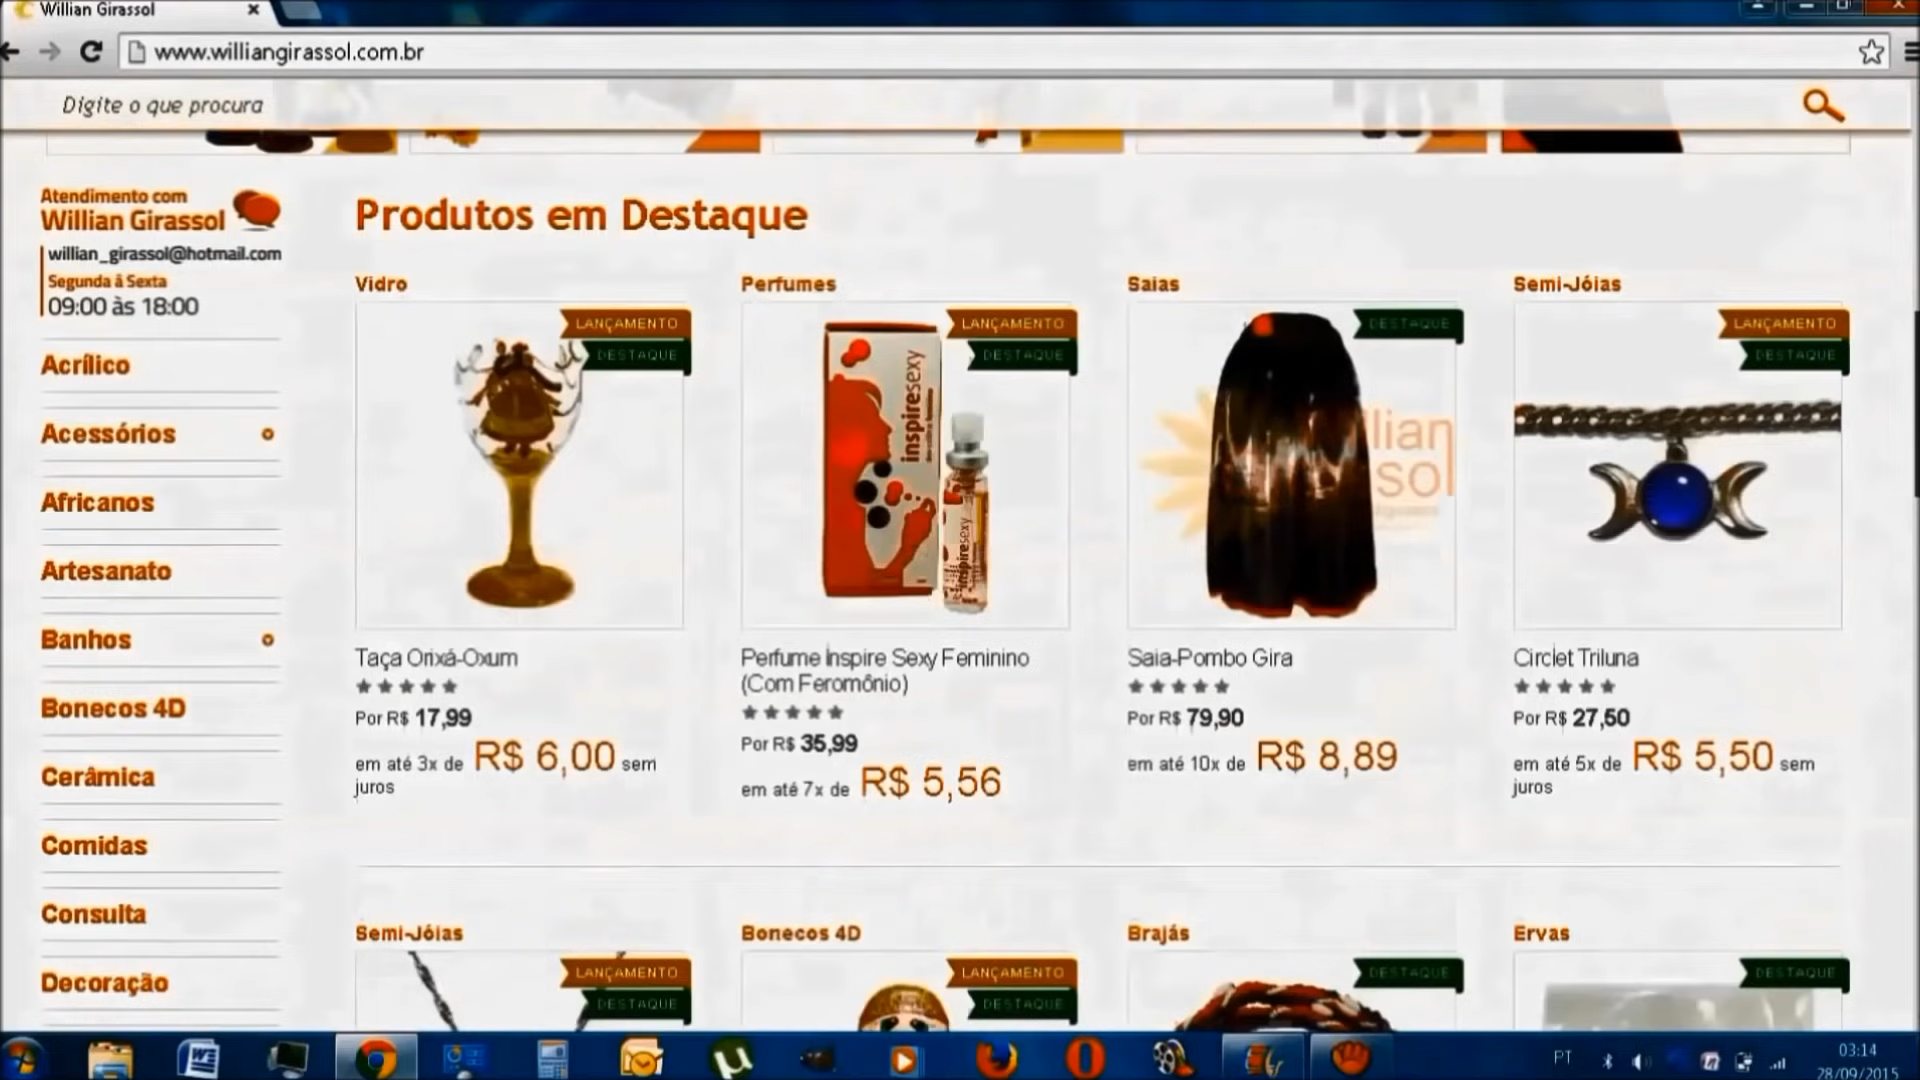 Willian Girassol
www.williangirassol.com.br
Digite o que procura
Atendimento com
Willian Girassol
willian_girassol@hotmail.com
Segunda â Sexta
09:00 às 18:00
Acrílico
Acessórios
Africanos
Artesanato
Banhos
Bonecos 4D
Cerâmica
Comidas
Consulta
Decoração
Produtos em Destaque
Vidro
LANÇAMENTO
DESTAQUE
Taça Orixá-Oxum
Por R$ 17,99
em até 3x de R$ 6,00 sem
juros
Perfumes
LANÇAMENTO
DESTAQUE
inspiresexy
inspiresexy
Perfume Inspire Sexy Feminino
(Com Feromônio)
Por R$ 35,99
em até 7x de R$ 5,56
Saias
DESTAQUE
llian
sol
Saia-Pombo Gira
Por R$ 79,90
em até 10x de R$ 8,89
Semi-Jóias
LANÇAMENTO
DESTAQUE
Circlet Triluna
Por R$ 27,50
em até 5x de R$ 5,50 sem
juros
Semi-Jóias
LANÇAMENTO
DESTAQUE
Bonecos 4D
LANÇAMENTO
DESTAQUE
Brajás
DESTAQUE
Ervas
DESTAQUE
PT
03:14
28/09/2015